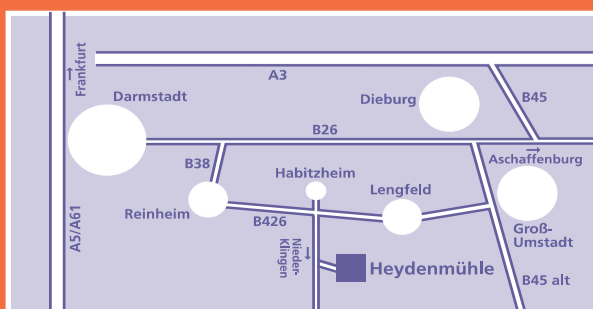 Frankfurt
A3
Darmstadt
Dieburg
B45
B26
Aschaffenburg
B38
Habitzheim
Lengfeld
Reinheim
B426
Groß-
Umstadt
A5/A61
Nieder-
Klingen
Heydenmühle
B45 alt